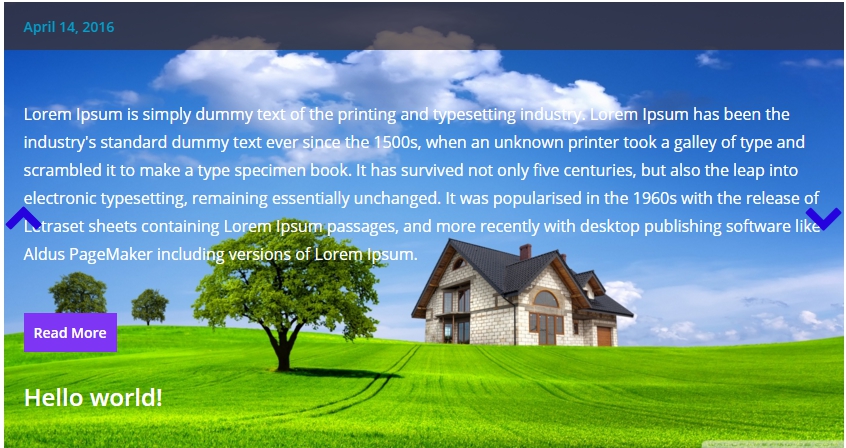 April 14, 2016
Lorem Ipsum is simply dummy text of the printing and typesetting industry. Lorem Ipsum has been the
industry's standard dummy text ever since the 1500s, when an unknown printer took a galley of type and
scrambled it to make a type specimen book. It has survived not only five centuries, but also the leap into
electronic typesetting, remaining essentially unchanged. It was popularised in the 1960s with the release of
Letraset sheets containing Lorem Ipsum passages, and more recently with desktop publishing software like
Aldus PageMaker including versions of Lorem Ipsum.
Read More
Hello world!